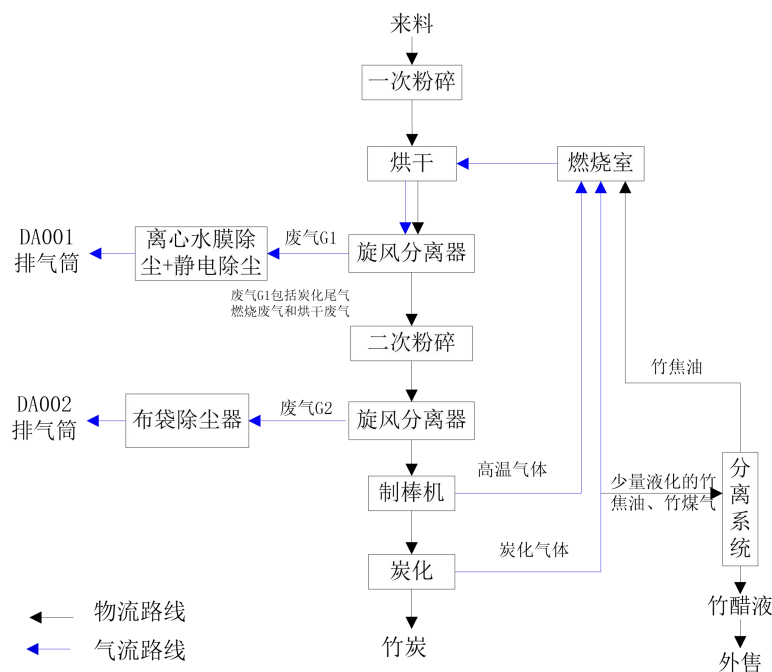 来料
一次粉碎
烘干
燃烧室
DA001
排气筒
离心水膜除
尘+静电除尘
废气G1
旋风分离器
废气G1包括炭化尾气
燃烧废气和烘干废气
二次粉碎
竹焦油
DA002
排气筒
布袋除尘器
废气G2
旋风分离器
高温气体
制棒机
少量液化的竹
焦油、竹煤气
分离系统
炭化气体
炭化
竹醋液
物流路线
竹炭
气流路线
外售